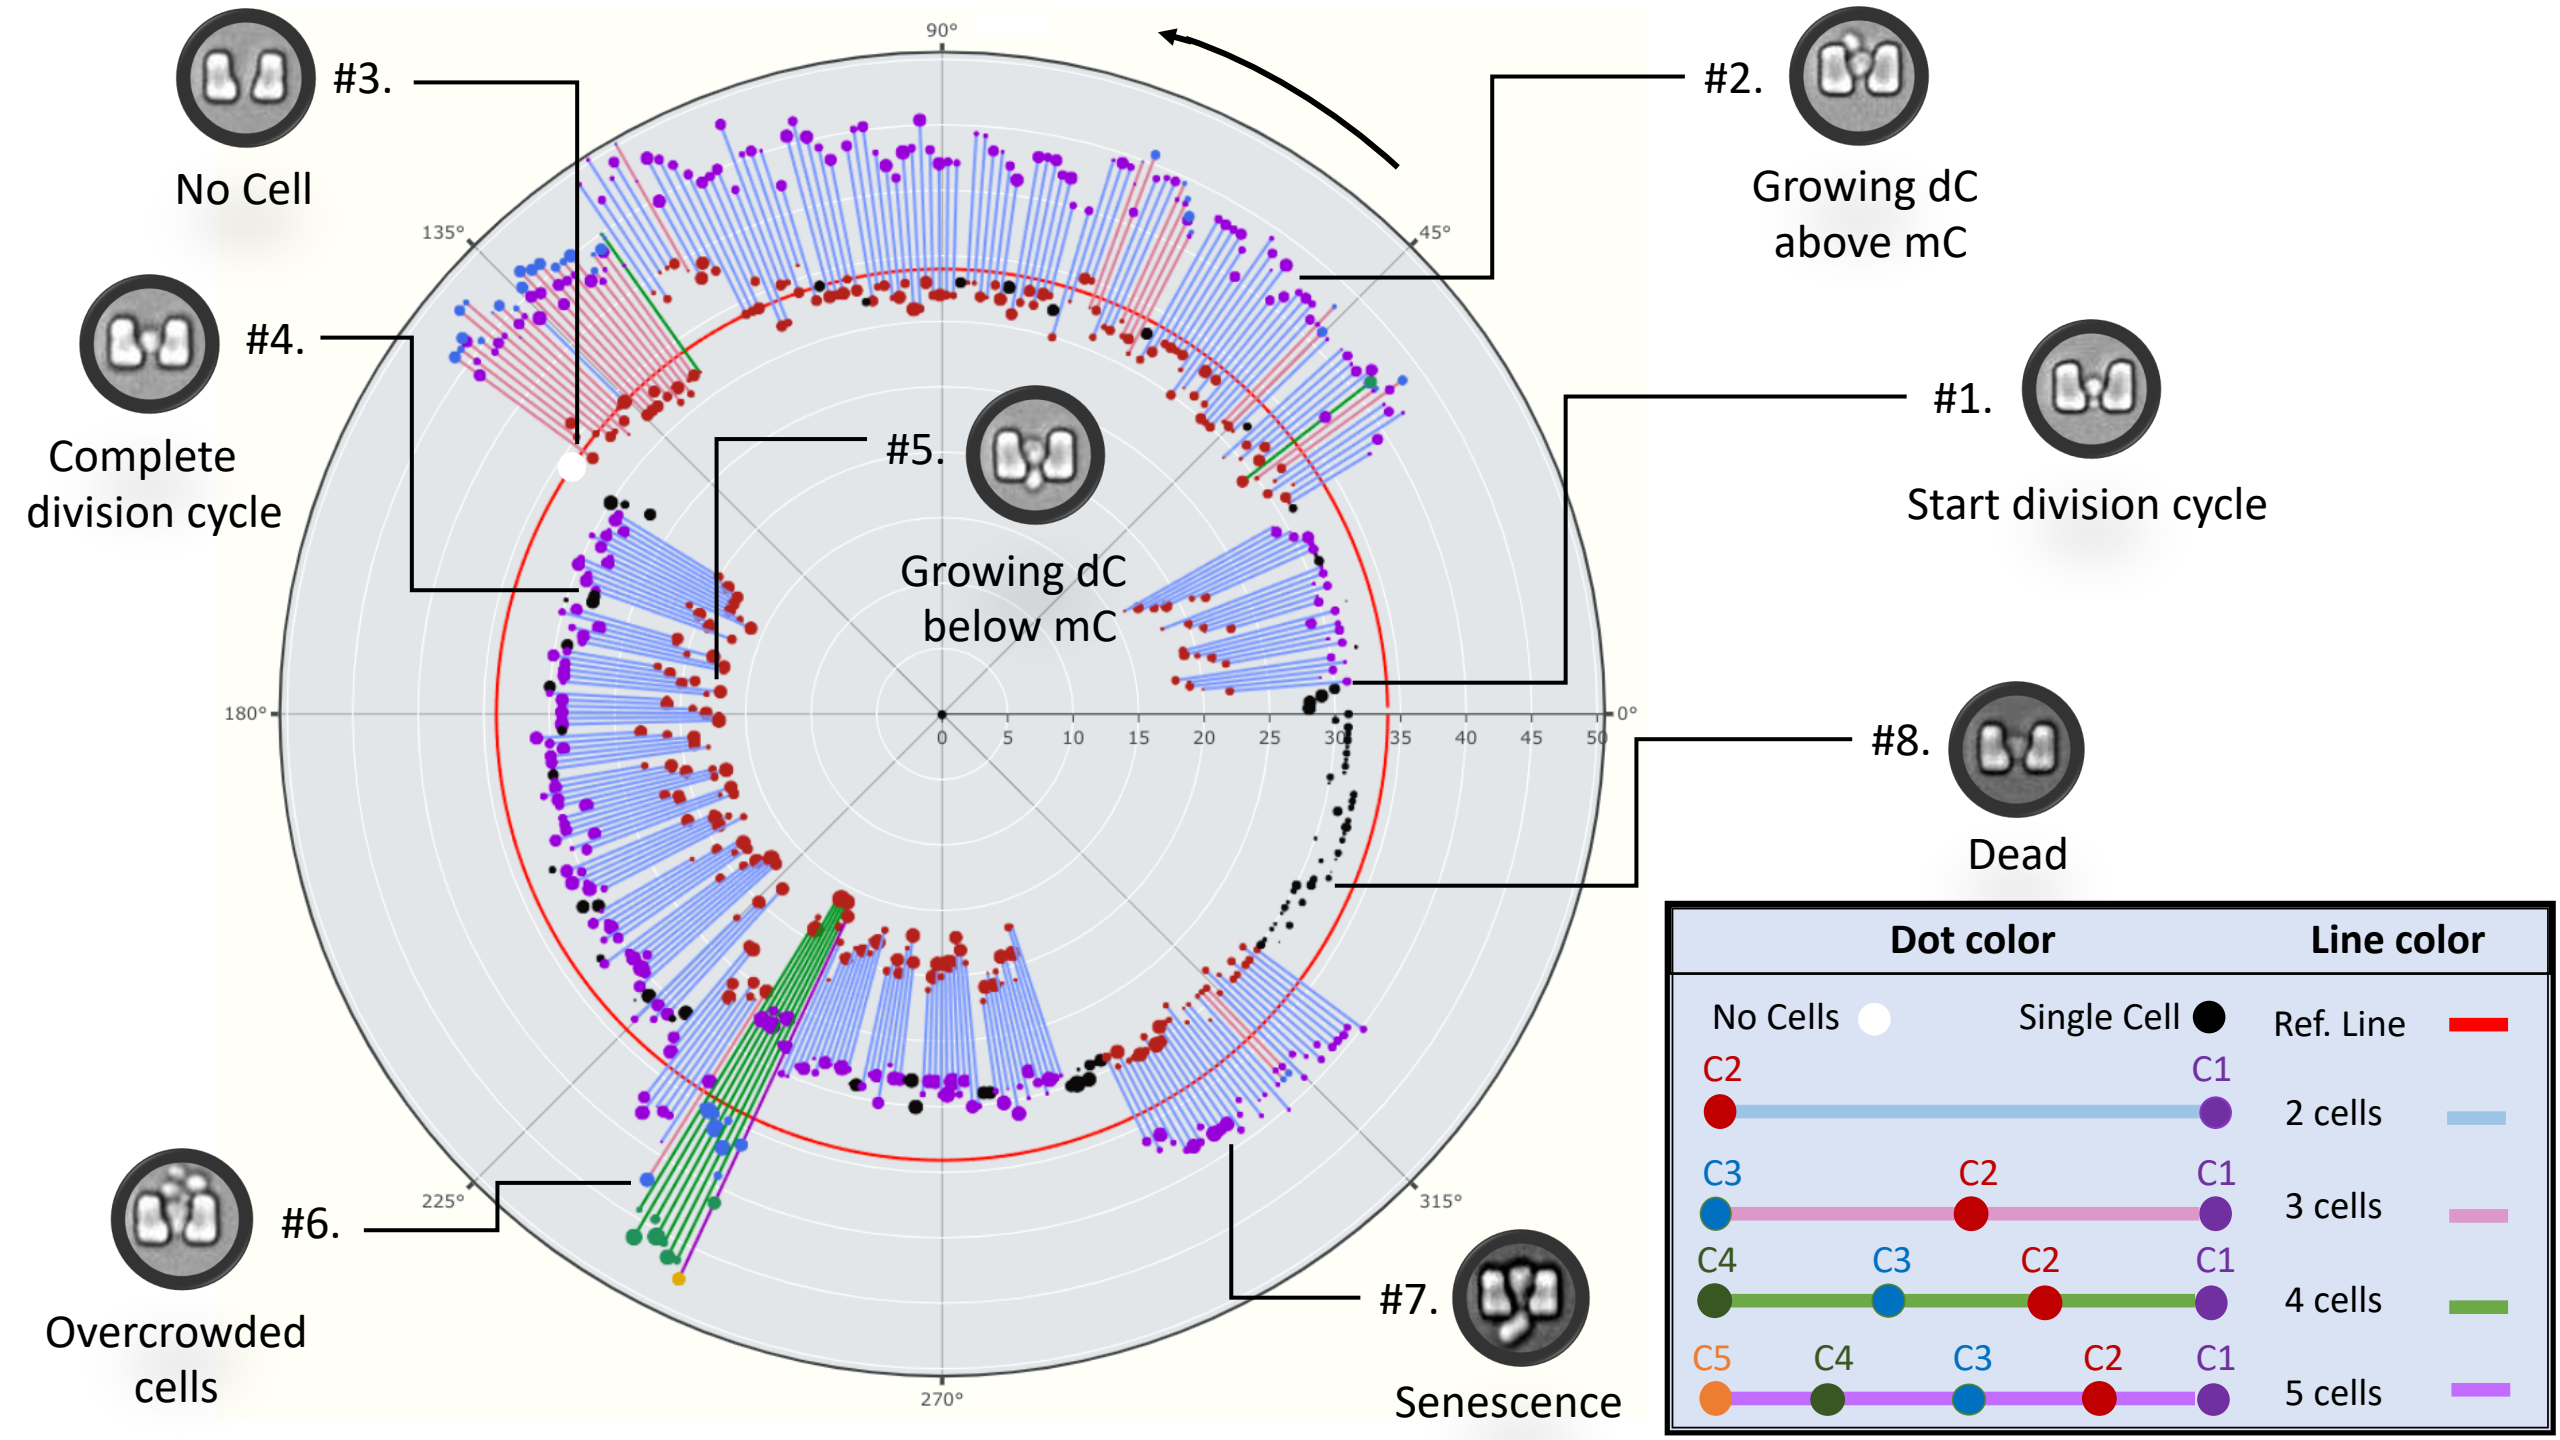 #3.
No Cell
90°
#2.
Growing dC
above mC
135°
45°
#4.
Complete
division cycle
#5.
Growing dC
below mC
#1.
Start division cycle
180°
0°
0 5 10 15 20 25 30 35 40 45 50
#8.
Dead
225°
315°
270°
#6.
Overcrowded
cells
#7.
Senescence
Dot color Line color
No Cells Single Cell Ref. Line
C2 C1
2 cells
C3 C2 C1
3 cells
C4 C3 C2 C1
4 cells
C5 C4 C3 C2 C1
5 cells